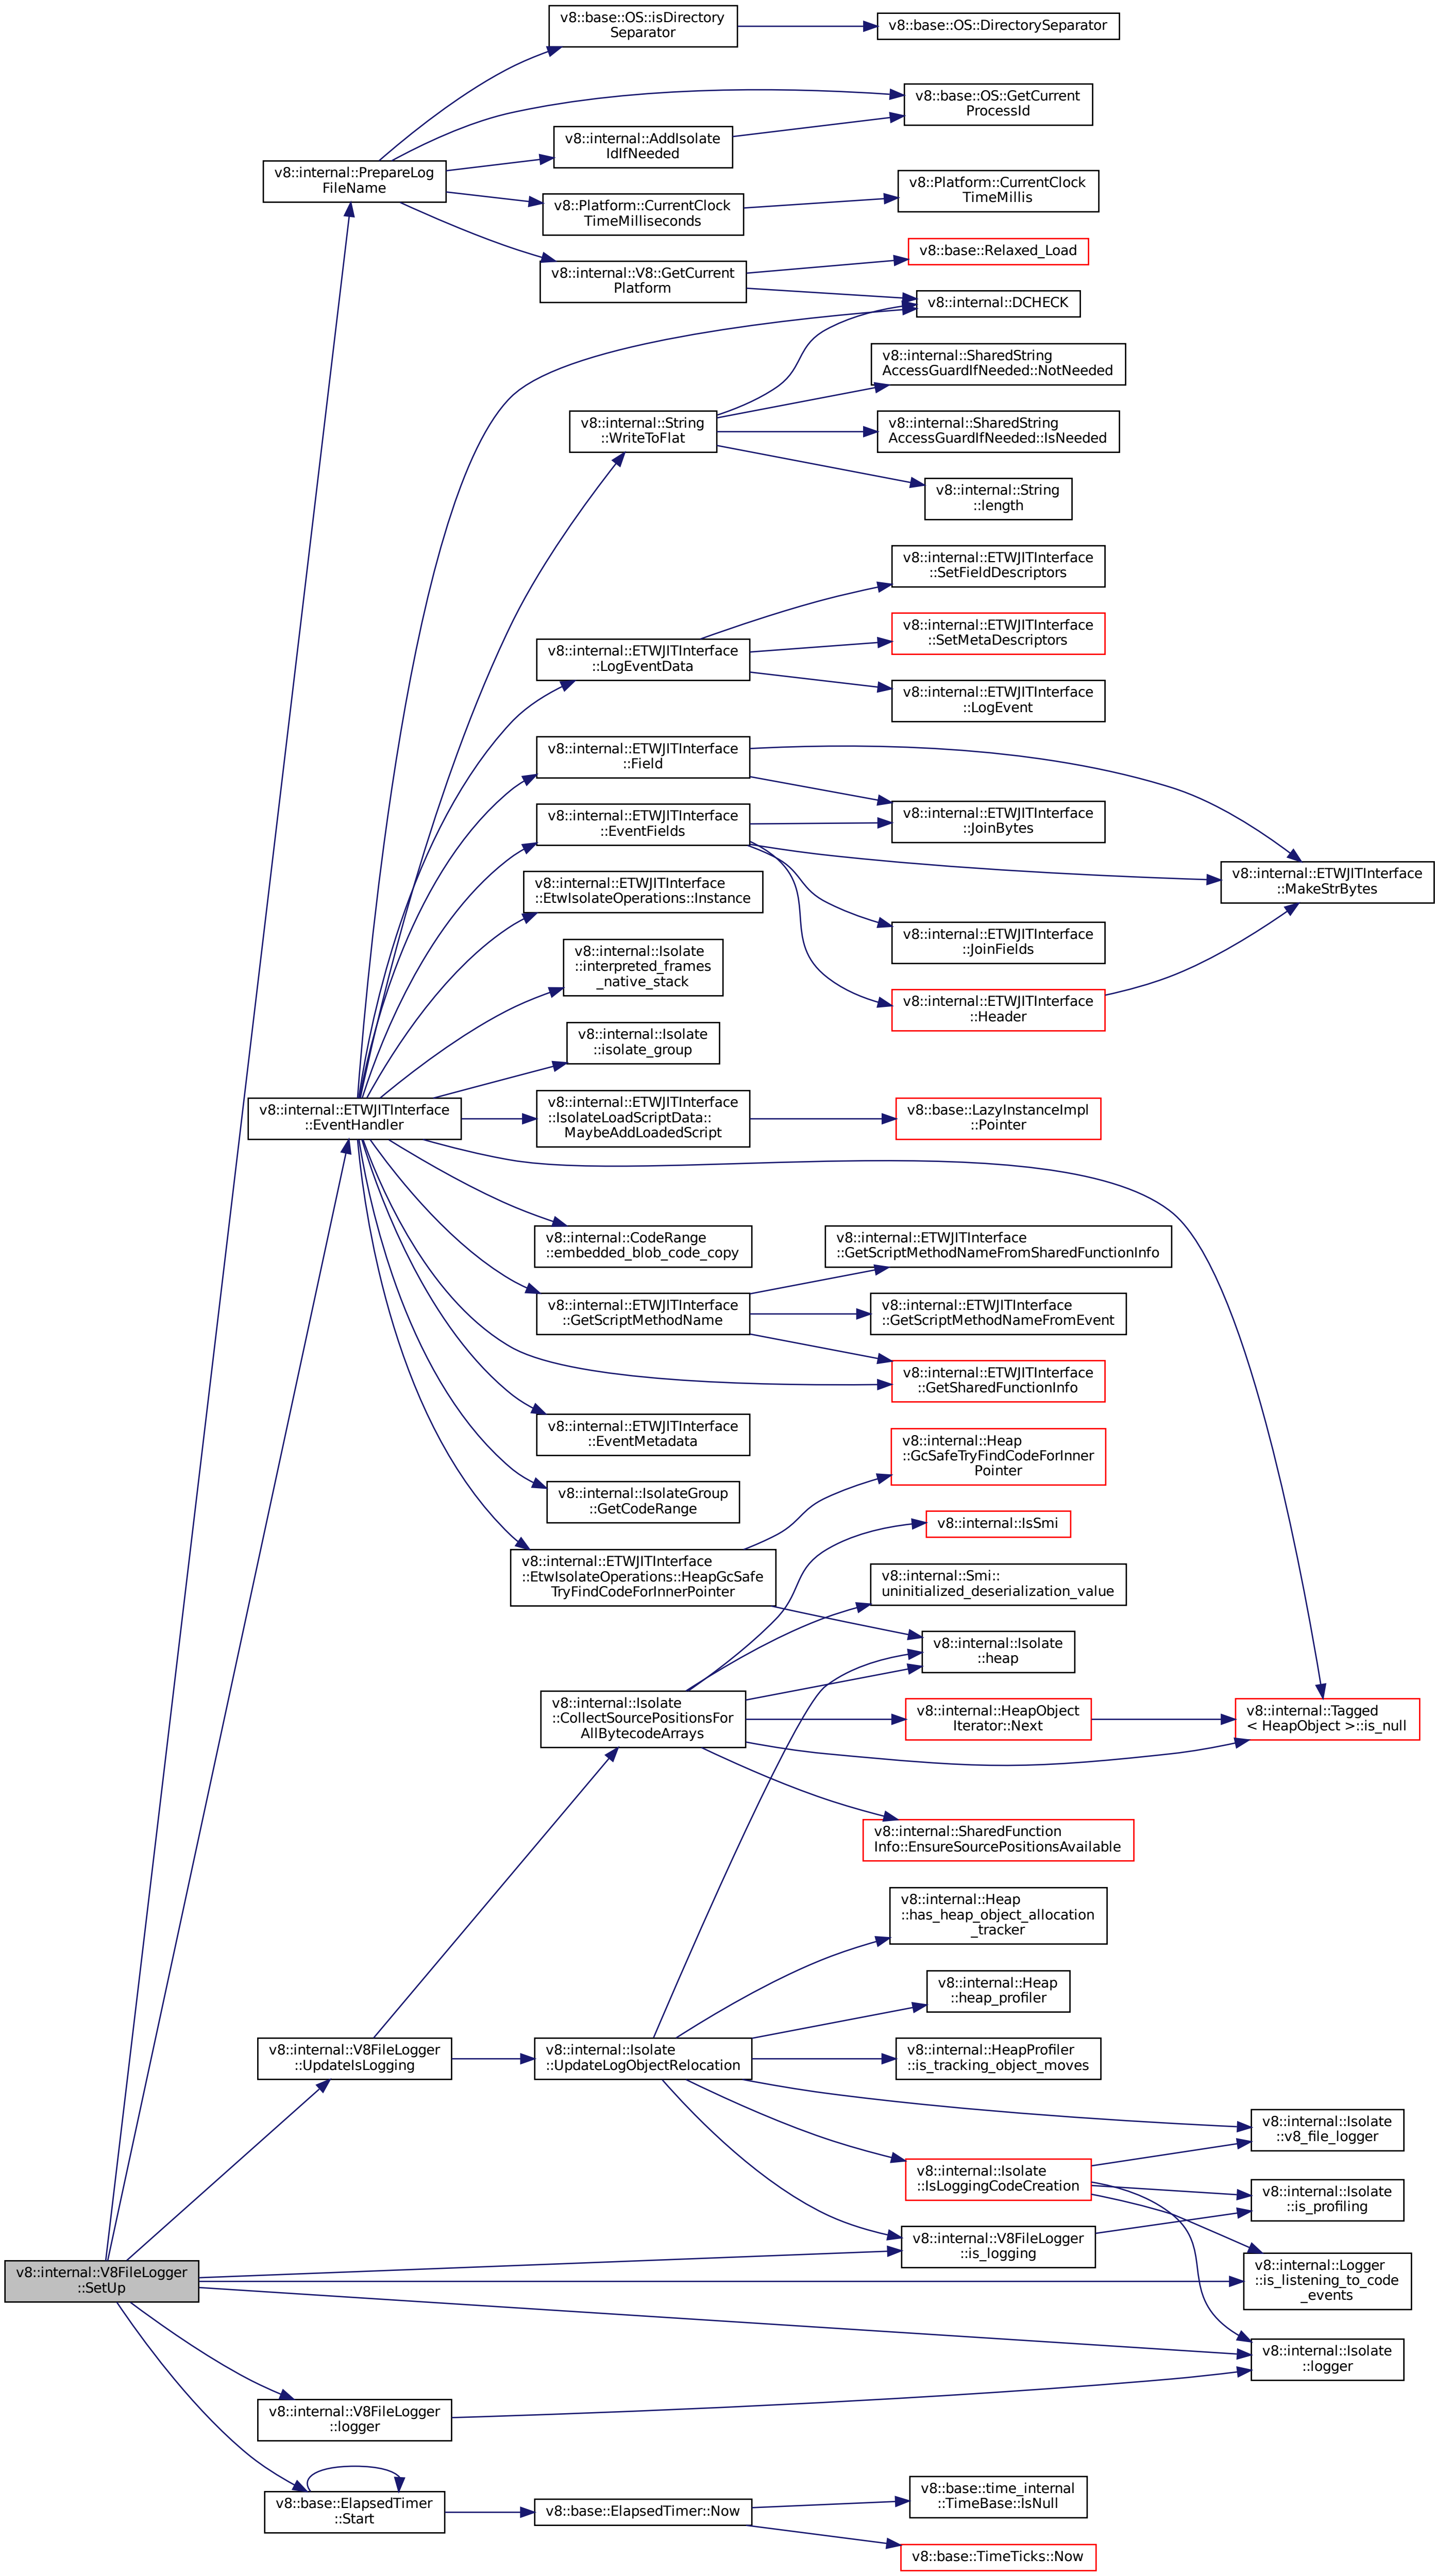 v8::base::OS::isDirectory
Separator
v8::base::OS::DirectorySeparator
v8::base::OS::GetCurrent
ProcessId
v8::internal::AddIsolate
IdIfNeeded
v8::internal::PrepareLog
FileName
v8::Platform::CurrentClock
TimeMillis
v8::Platform::CurrentClock
TimeMilliseconds
v8::base::Relaxed_Load
v8::internal::V8::GetCurrent
Platform
v8::internal::DCHECK
v8::internal::SharedString
AccessGuardIfNeeded::NotNeeded
v8::internal::String
::WriteToFlat
v8::internal::SharedString
AccessGuardIfNeeded::IsNeeded
v8::internal::String
::length
v8::internal::ETWJITInterface
::SetFieldDescriptors
v8::internal::ETWJITInterface
::SetMetaDescriptors
v8::internal::ETWJITInterface
::LogEventData
v8::internal::ETWJITInterface
::LogEvent
v8::internal::ETWJITInterface
::Field
v8::internal::ETWJITInterface
::JoinBytes
v8::internal::ETWJITInterface
::EventFields
v8::internal::ETWJITInterface
::MakeStrBytes
v8::internal::ETWJITInterface
::EtwIsolateOperations::Instance
v8::internal::ETWJITInterface
::JoinFields
v8::internal::Isolate
::interpreted_frames
_native_stack
v8::internal::ETWJITInterface
::Header
v8::internal::Isolate
::isolate_group
v8::internal::ETWJITInterface
::EventHandler
v8::internal::ETWJITInterface
::IsolateLoadScriptData::
MaybeAddLoadedScript
v8::base::LazyInstanceImpl
::Pointer
v8::internal::CodeRange
::embedded_blob_code_copy
v8::internal::ETWJITInterface
::GetScriptMethodNameFromSharedFunctionInfo
v8::internal::ETWJITInterface
::GetScriptMethodName
v8::internal::ETWJITInterface
::GetScriptMethodNameFromEvent
v8::internal::ETWJITInterface
::GetSharedFunctionInfo
v8::internal::ETWJITInterface
::EventMetadata
v8::internal::Heap
::GcSafeTryFindCodeForInner
Pointer
v8::internal::IsolateGroup
::GetCodeRange
v8::internal::IsSmi
v8::internal::ETWJITInterface
::EtwIsolateOperations::HeapGcSafe
TryFindCodeForInnerPointer
v8::internal::Smi::
uninitialized_deserialization_value
v8::internal::Isolate
::heap
v8::internal::Isolate
::CollectSourcePositionsFor
AllBytecodeArrays
v8::internal::HeapObject
Iterator::Next
v8::internal::Tagged
< HeapObject >::is_null
v8::internal::SharedFunction
Info::EnsureSourcePositionsAvailable
v8::internal::Heap
::has_heap_object_allocation
_tracker
v8::internal::Heap
::heap_profiler
v8::internal::V8FileLogger
::UpdateIsLogging
v8::internal::Isolate
::UpdateLogObjectRelocation
v8::internal::HeapProfiler
::is_tracking_object_moves
v8::internal::Isolate
::v8_file_logger
v8::internal::Isolate
::IsLoggingCodeCreation
v8::internal::Isolate
::is_profiling
v8::internal::V8FileLogger
::is_logging
v8::internal::V8FileLogger
::SetUp
v8::internal::Logger
::is_listening_to_code
_events
v8::internal::Isolate
::logger
v8::internal::V8FileLogger
::logger
v8::base::time_internal
::TimeBase::IsNull
v8::base::ElapsedTimer
::Start
v8::base::ElapsedTimer::Now
v8::base::TimeTicks::Now